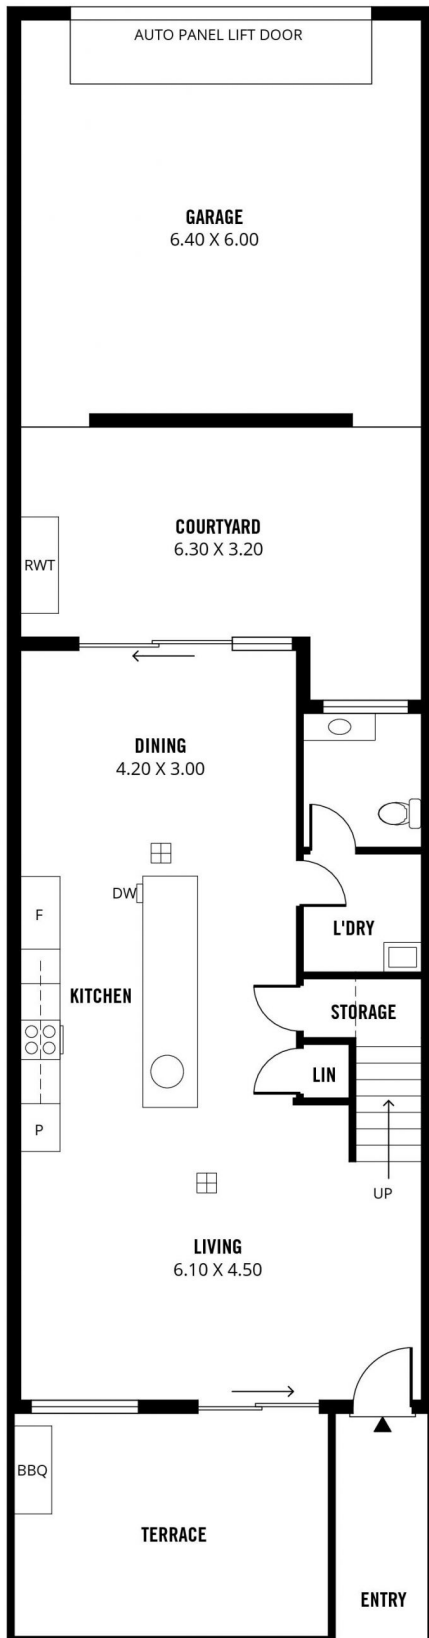 AUTO PANEL LIFT DOOR
GARAGE
6.40 X 6.00
COURTYARD
6.30 X 3.20
RWT
DINING
4.20 X 3.00
DW
F
L'DRY
KITCHEN
STORAGE
LIN
P
UP
LIVING
6.10 X 4.50
BBQ
TERRACE
ENTRY